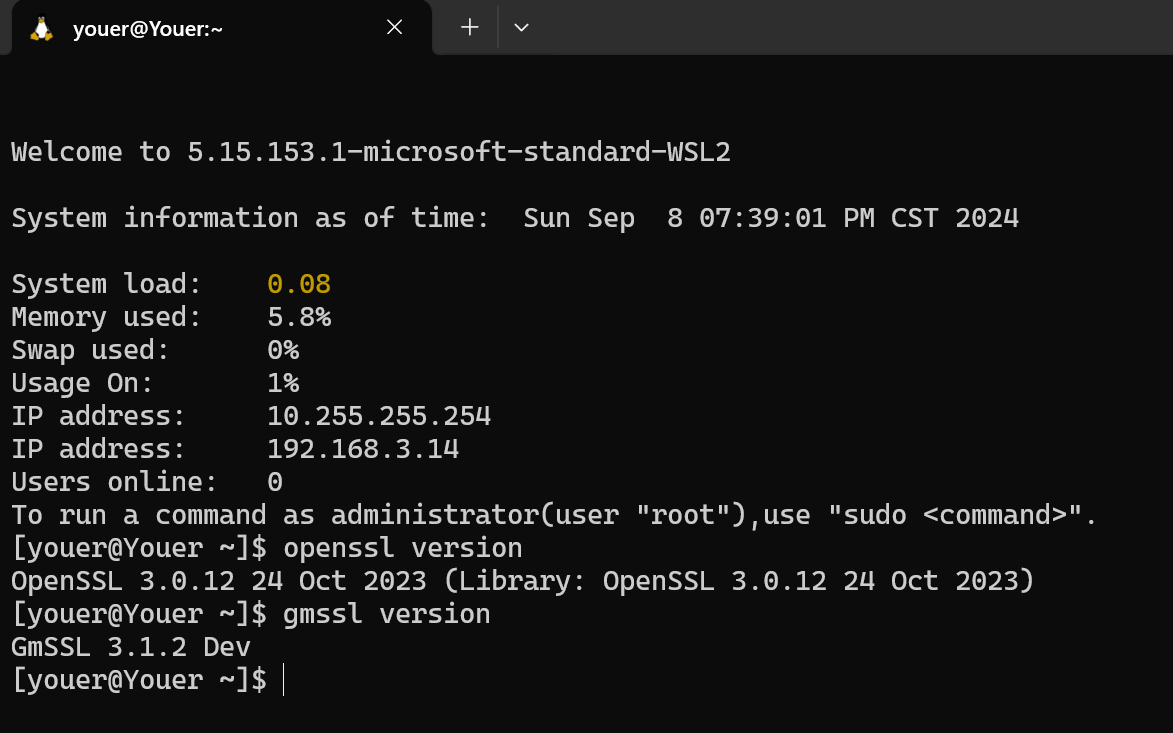 youer@Youer:~
Welcome to 5.15.153.1-microsoft-standard-WSL2
System information as of time:  Sun Sep  8 07:39:01 PM CST 2024
System load:    0.08
Memory used:    5.8%
Swap used:      0%
Usage On:       1%
IP address:     10.255.255.254
IP address:     192.168.3.14
Users online:   0
To run a command as administrator(user "root"),use "sudo <command>".
[youer@Youer ~]$ openssl version
OpenSSL 3.0.12 24 Oct 2023 (Library: OpenSSL 3.0.12 24 Oct 2023)
[youer@Youer ~]$ gmssl version
GmSSL 3.1.2 Dev
[youer@Youer ~]$